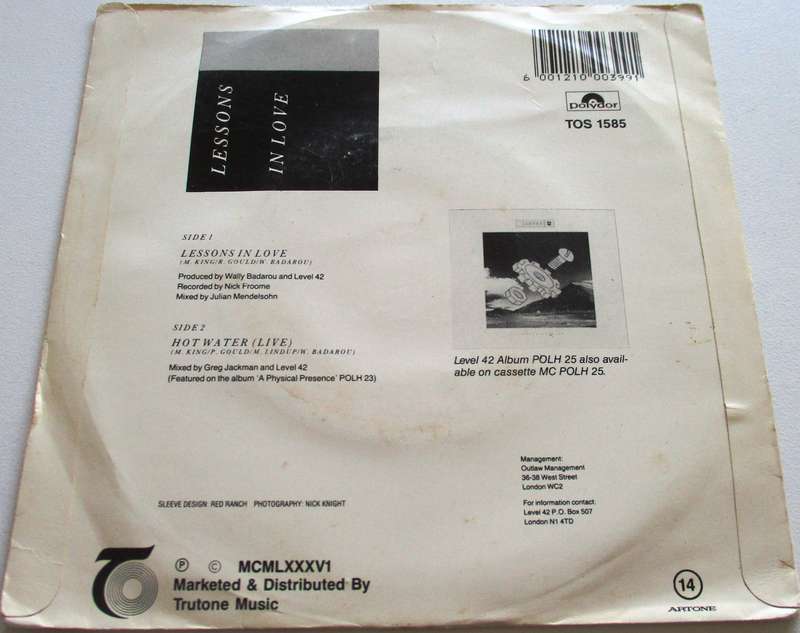 LESSONS
IN LOVE
6 001210 003991
Polydor
TOS 1585
SIDE 1
LESSONS IN LOVE
(M. KING/R. GOULD/W. BADAROU)
Produced by Wally Badarou and Level 42
Recorded by Nick Froome
Mixed by Julian Mendelsohn
SIDE 2
HOT WATER (LIVE)
(M. KING/P. GOULD/M. LINDUP/W. BADAROU)
Mixed by Greg Jackman and Level 42
(Featured on the album 'A Physical Presence' POLH 23)
Level 42 Album POLH 25 also avail-
able on cassette MC POLH 25.
Management:
Outlaw Management
36-38 West Street
London WC2
For information contact:
Level 42 P.O. Box 507
London N1 4TD
SLEEVE DESIGN: RED RANCH PHOTOGRAPHY: NICK KNIGHT
Ⓟ © MCMLXXXV1
Marketed & Distributed By
Trutone Music
14
ARTONE